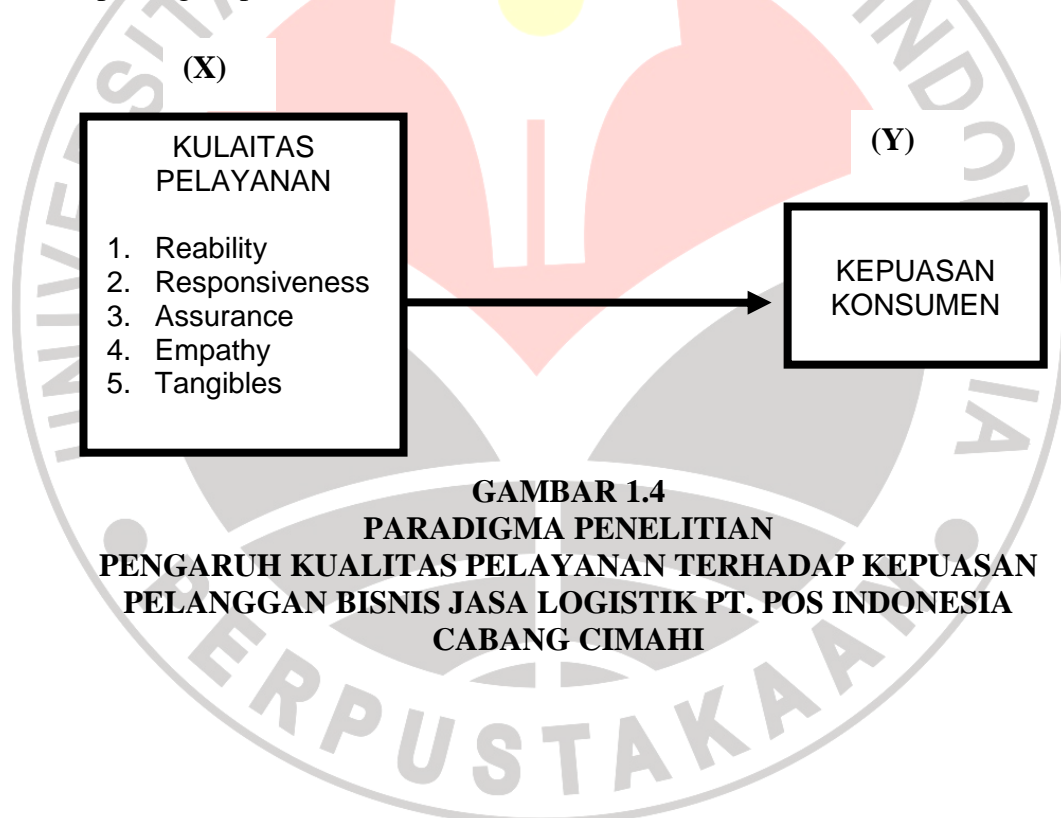 (X)
(Y)
KULAITAS
PELAYANAN
1. Reability
2. Responsiveness
3. Assurance
4. Empathy
5. Tangibles
KEPUASAN
KONSUMEN
GAMBAR 1.4
PARADIGMA PENELITIAN
PENGARUH KUALITAS PELAYANAN TERHADAP KEPUASAN
PELANGGAN BISNIS JASA LOGISTIK PT. POS INDONESIA
CABANG CIMAHI
PERPUSTAKAAN